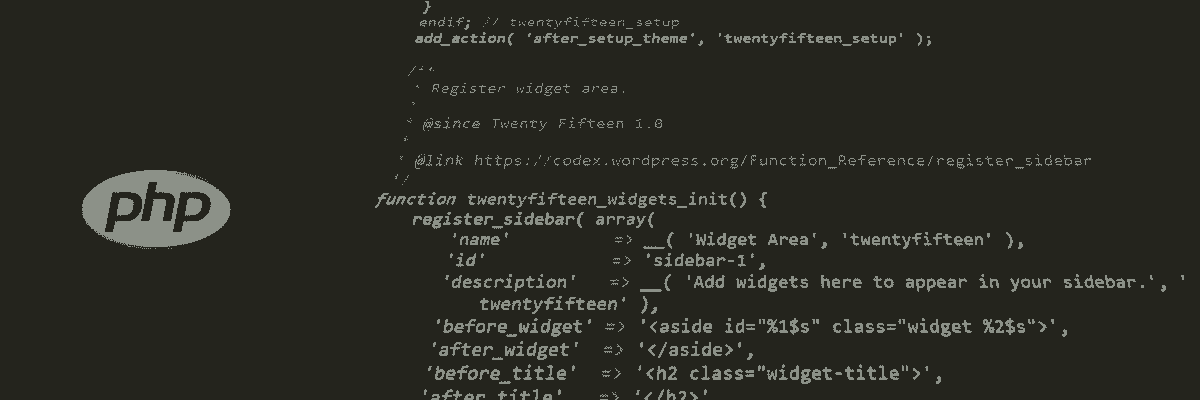 }
endif; // twentyfifteen_setup
add_action( 'after_setup_theme', 'twentyfifteen_setup' );
/**
* Register widget area.
*
* @since Twenty Fifteen 1.0
*
* @link https://codex.wordpress.org/Function_Reference/register_sidebar
*/
php
function twentyfifteen_widgets_init() {
register_sidebar( array(
'name' => __( 'Widget Area', 'twentyfifteen' ),
'id' => 'sidebar-1',
'description' => __( 'Add widgets here to appear in your sidebar.', '
twentyfifteen' ),
'before_widget' => '<aside id="%1$s" class="widget %2$s">',
'after_widget' => '</aside>',
'before_title' => '<h2 class="widget-title">',
'after_title' => '</h2>'